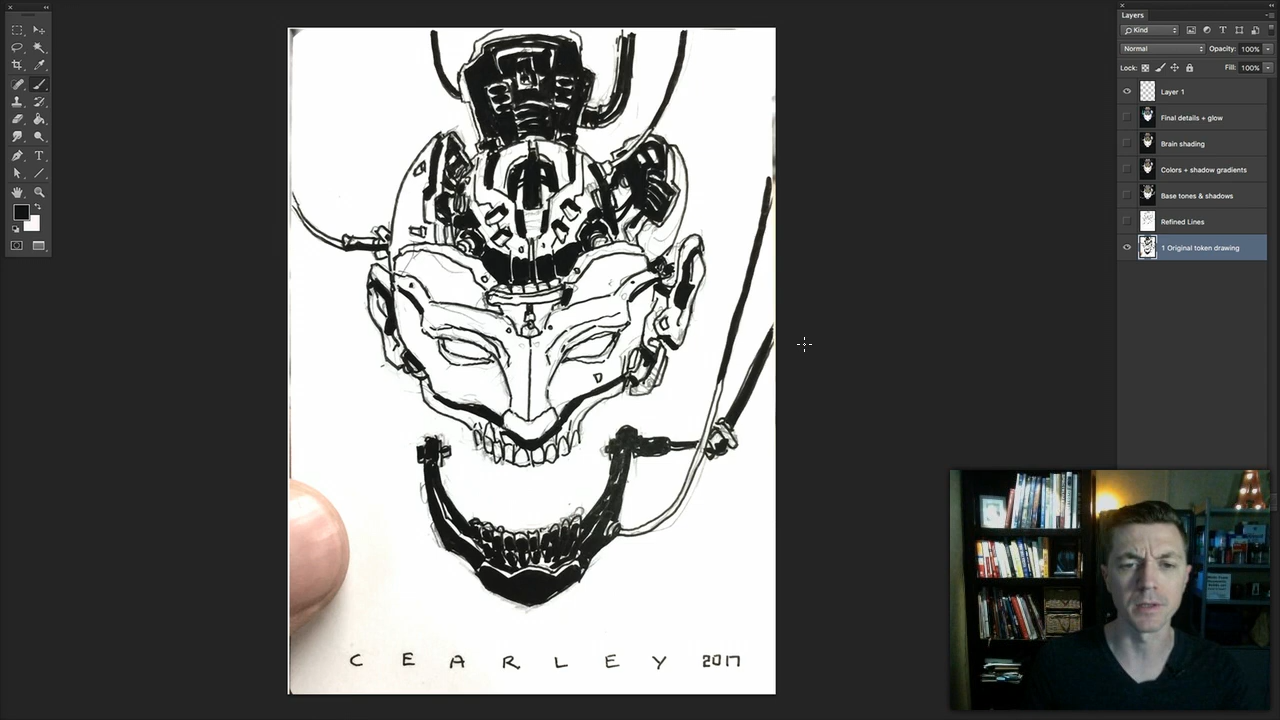 Layers
Kind
Normal Opacity: 100%
Lock: Fill: 100%
Layer 1
Final details + glow
Brain shading
Colors + shadow gradients
Base tones & shadows
Refined Lines
1 Original token drawing
T
C E A R L E Y 2017